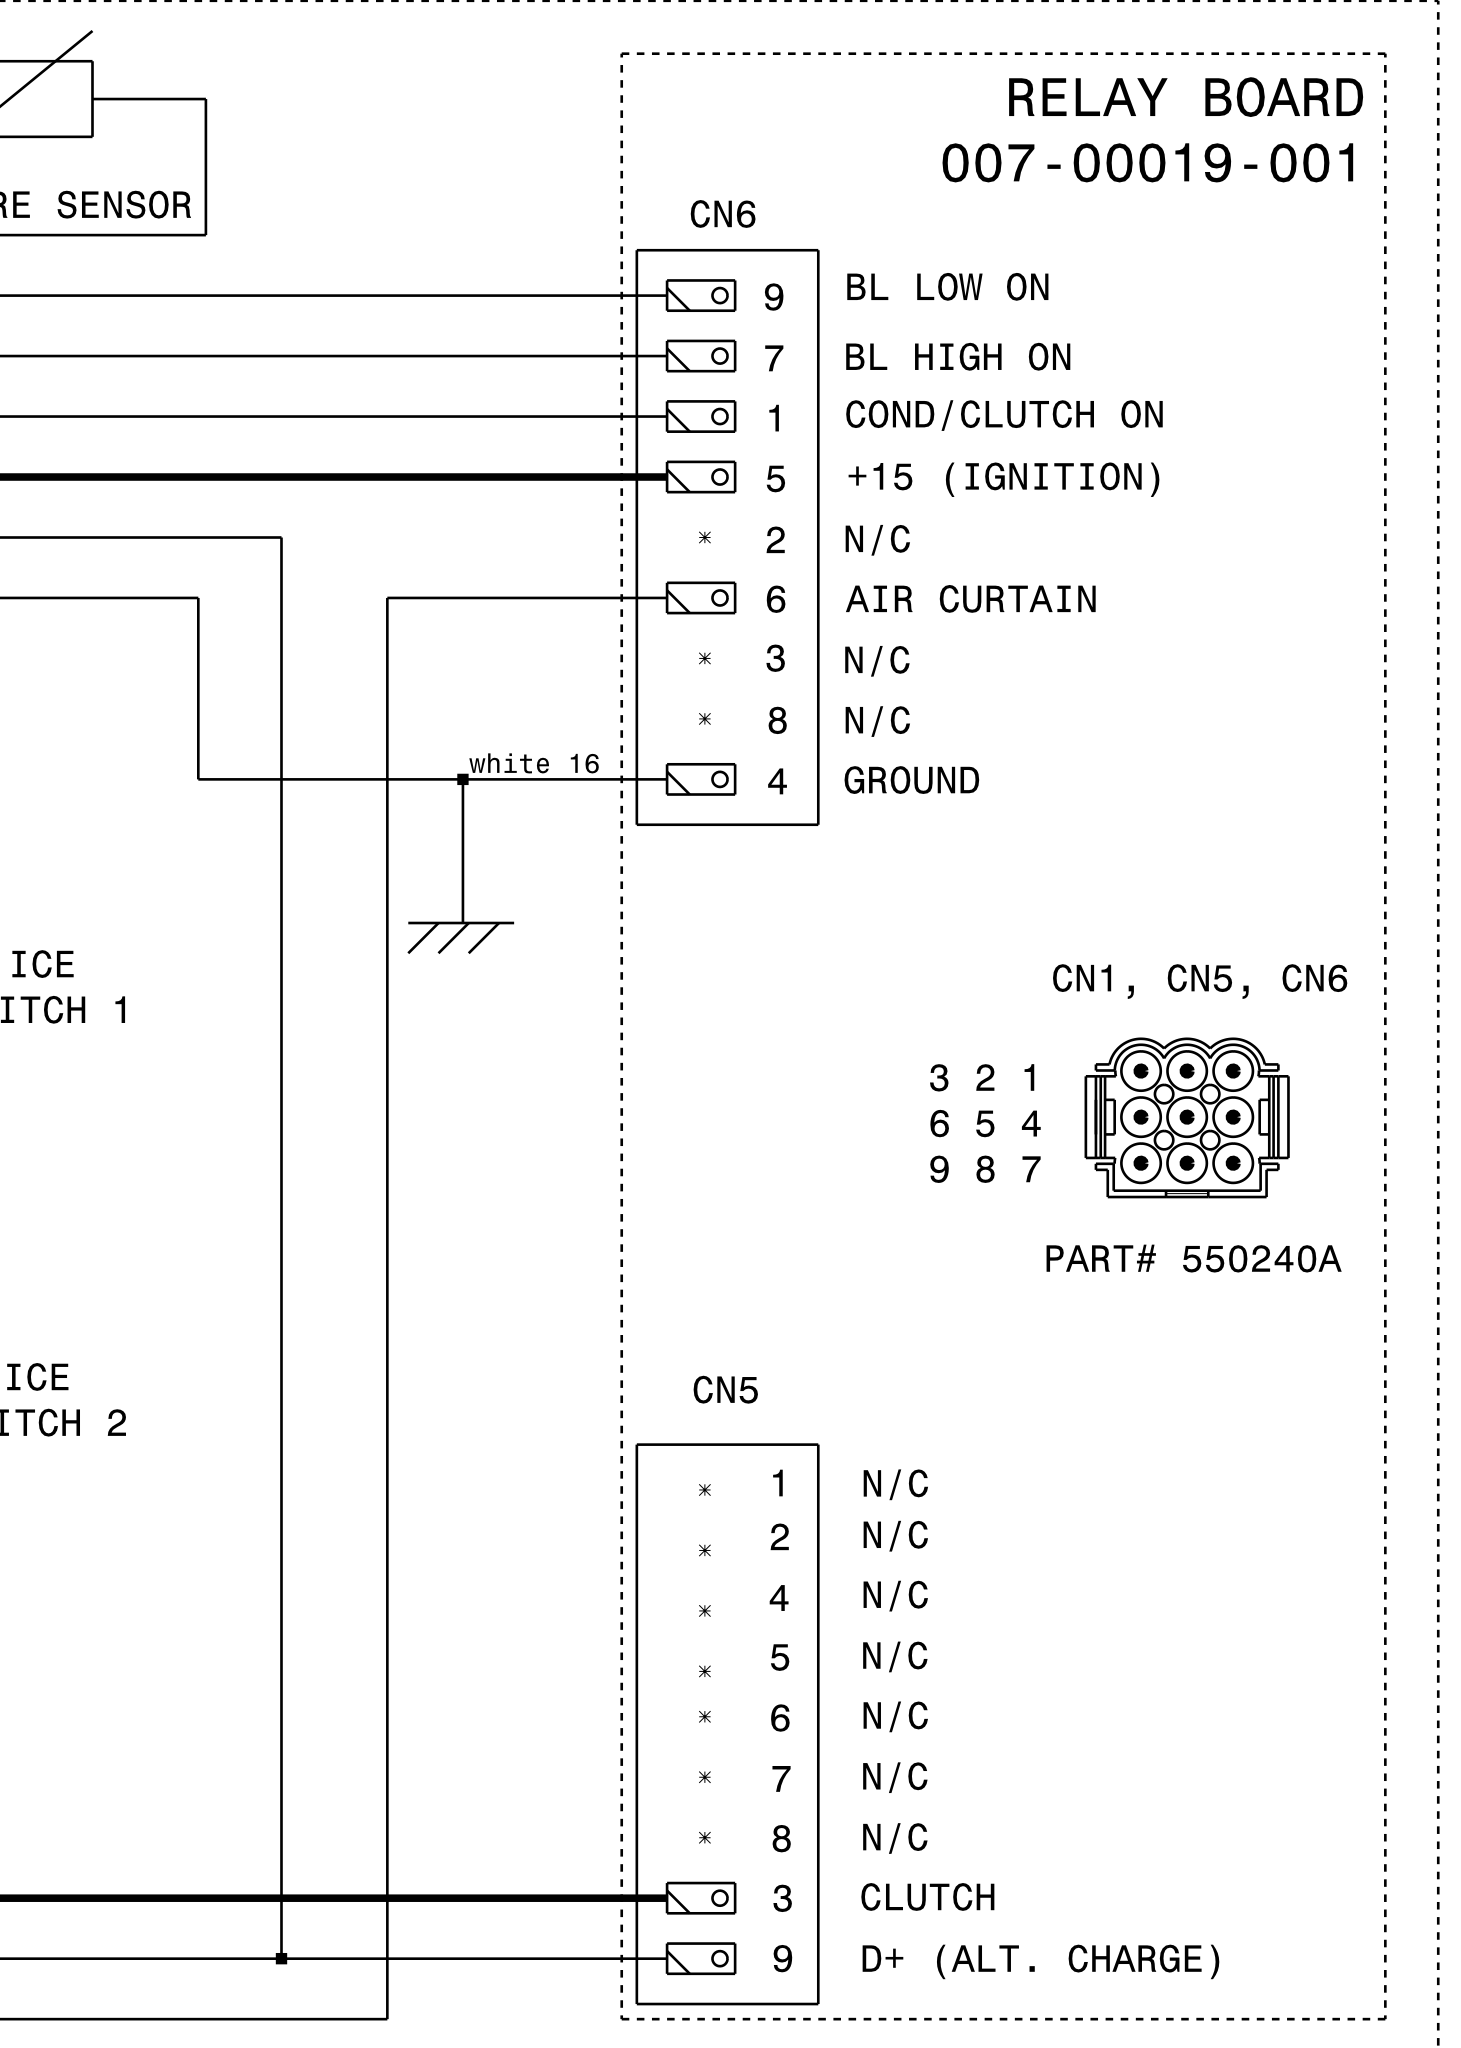 RELAY BOARD
007-00019-001
RE SENSOR
CN6
9 BL LOW ON
7 BL HIGH ON
1 COND/CLUTCH ON
5 +15 (IGNITION)
2 N/C
6 AIR CURTAIN
3 N/C
8 N/C
white 16
4 GROUND
ICE
ITCH 1
CN1, CN5, CN6
3 2 1
6 5 4
9 8 7
PART# 550240A
ICE
ITCH 2
CN5
1 N/C
2 N/C
4 N/C
5 N/C
6 N/C
7 N/C
8 N/C
3 CLUTCH
9 D+ (ALT. CHARGE)